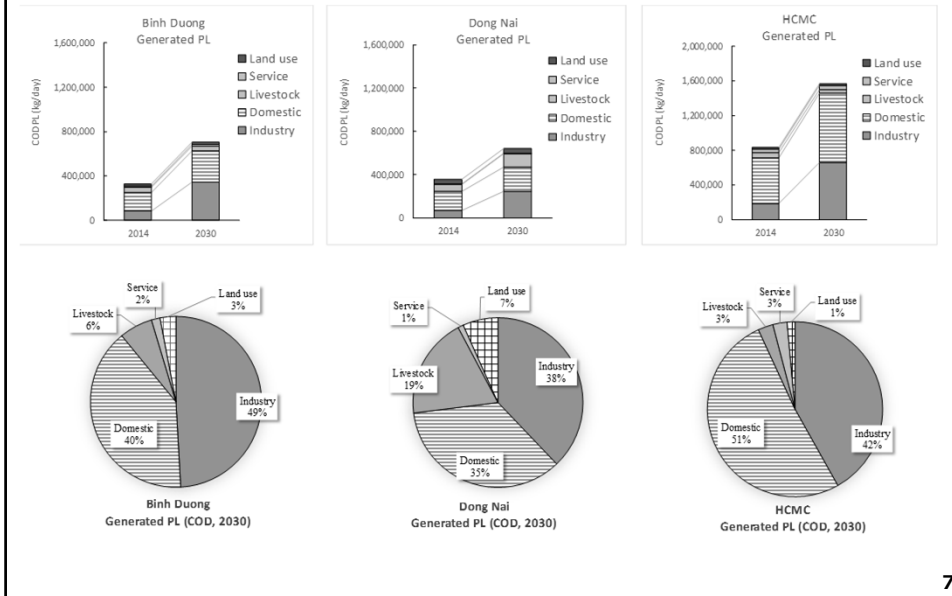 Binh Duong
Generated PL
COD PL (kg/day)
1,600,000
1,200,000
800,000
400,000
0
2014
2030
Land use
Service
Livestock
Domestic
Industry
Dong Nai
Generated PL
COD PL (kg/day)
1,600,000
1,200,000
800,000
400,000
0
2014
2030
Land use
Service
Livestock
Domestic
Industry
HCMC
Generated PL
COD PL (kg/day)
2,000,000
1,600,000
1,200,000
800,000
400,000
0
2014
2030
Land use
Service
Livestock
Domestic
Industry
Service
2%
Land use
3%
Livestock
6%
Industry
49%
Domestic
40%
Binh Duong
Generated PL (COD, 2030)
Service
1%
Land use
7%
Livestock
19%
Industry
38%
Domestic
35%
Dong Nai
Generated PL (COD, 2030)
Service
3%
Land use
1%
Livestock
3%
Domestic
51%
Industry
42%
HCMC
Generated PL (COD, 2030)
7